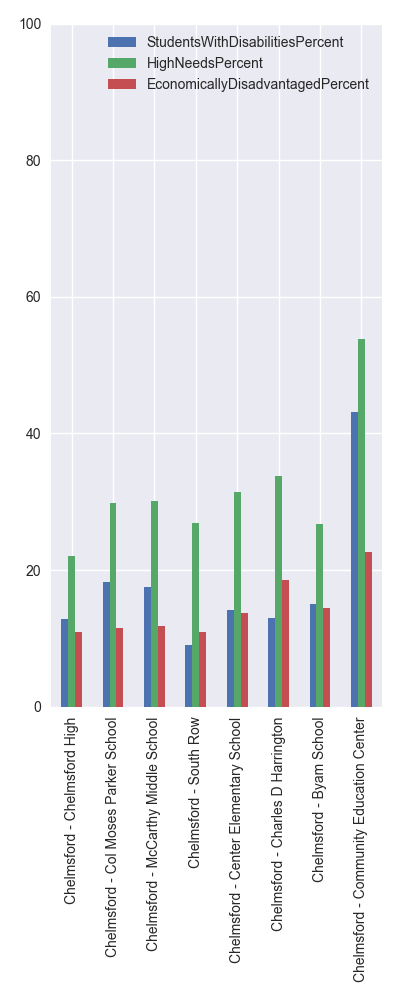 100
80
60
40
20
0
StudentsWithDisabilitiesPercent
HighNeedsPercent
EconomicallyDisadvantagedPercent
Chelmsford - Chelmsford High
Chelmsford - Col Moses Parker School
Chelmsford - McCarthy Middle School
Chelmsford - South Row
Chelmsford - Center Elementary School
Chelmsford - Charles D Harrington
Chelmsford - Byam School
Chelmsford - Community Education Center